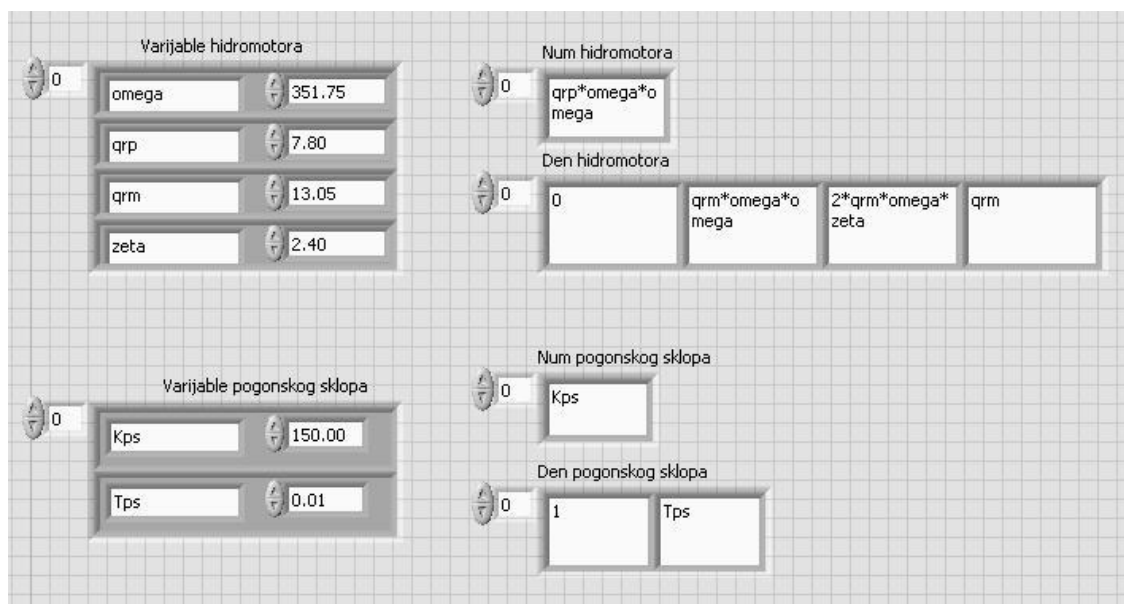 Varijable hidromotora
0
omega
351.75
qrp
7.80
qrm
13.05
zeta
2.40
Num hidromotora
0
qrp*omega*o
mega
Den hidromotora
0
0
qrm*omega*o
mega
2*qrm*omega*
zeta
qrm
Varijable pogonskog sklopa
0
Kps
150.00
Tps
0.01
Num pogonskog sklopa
0
Kps
Den pogonskog sklopa
0
1
Tps